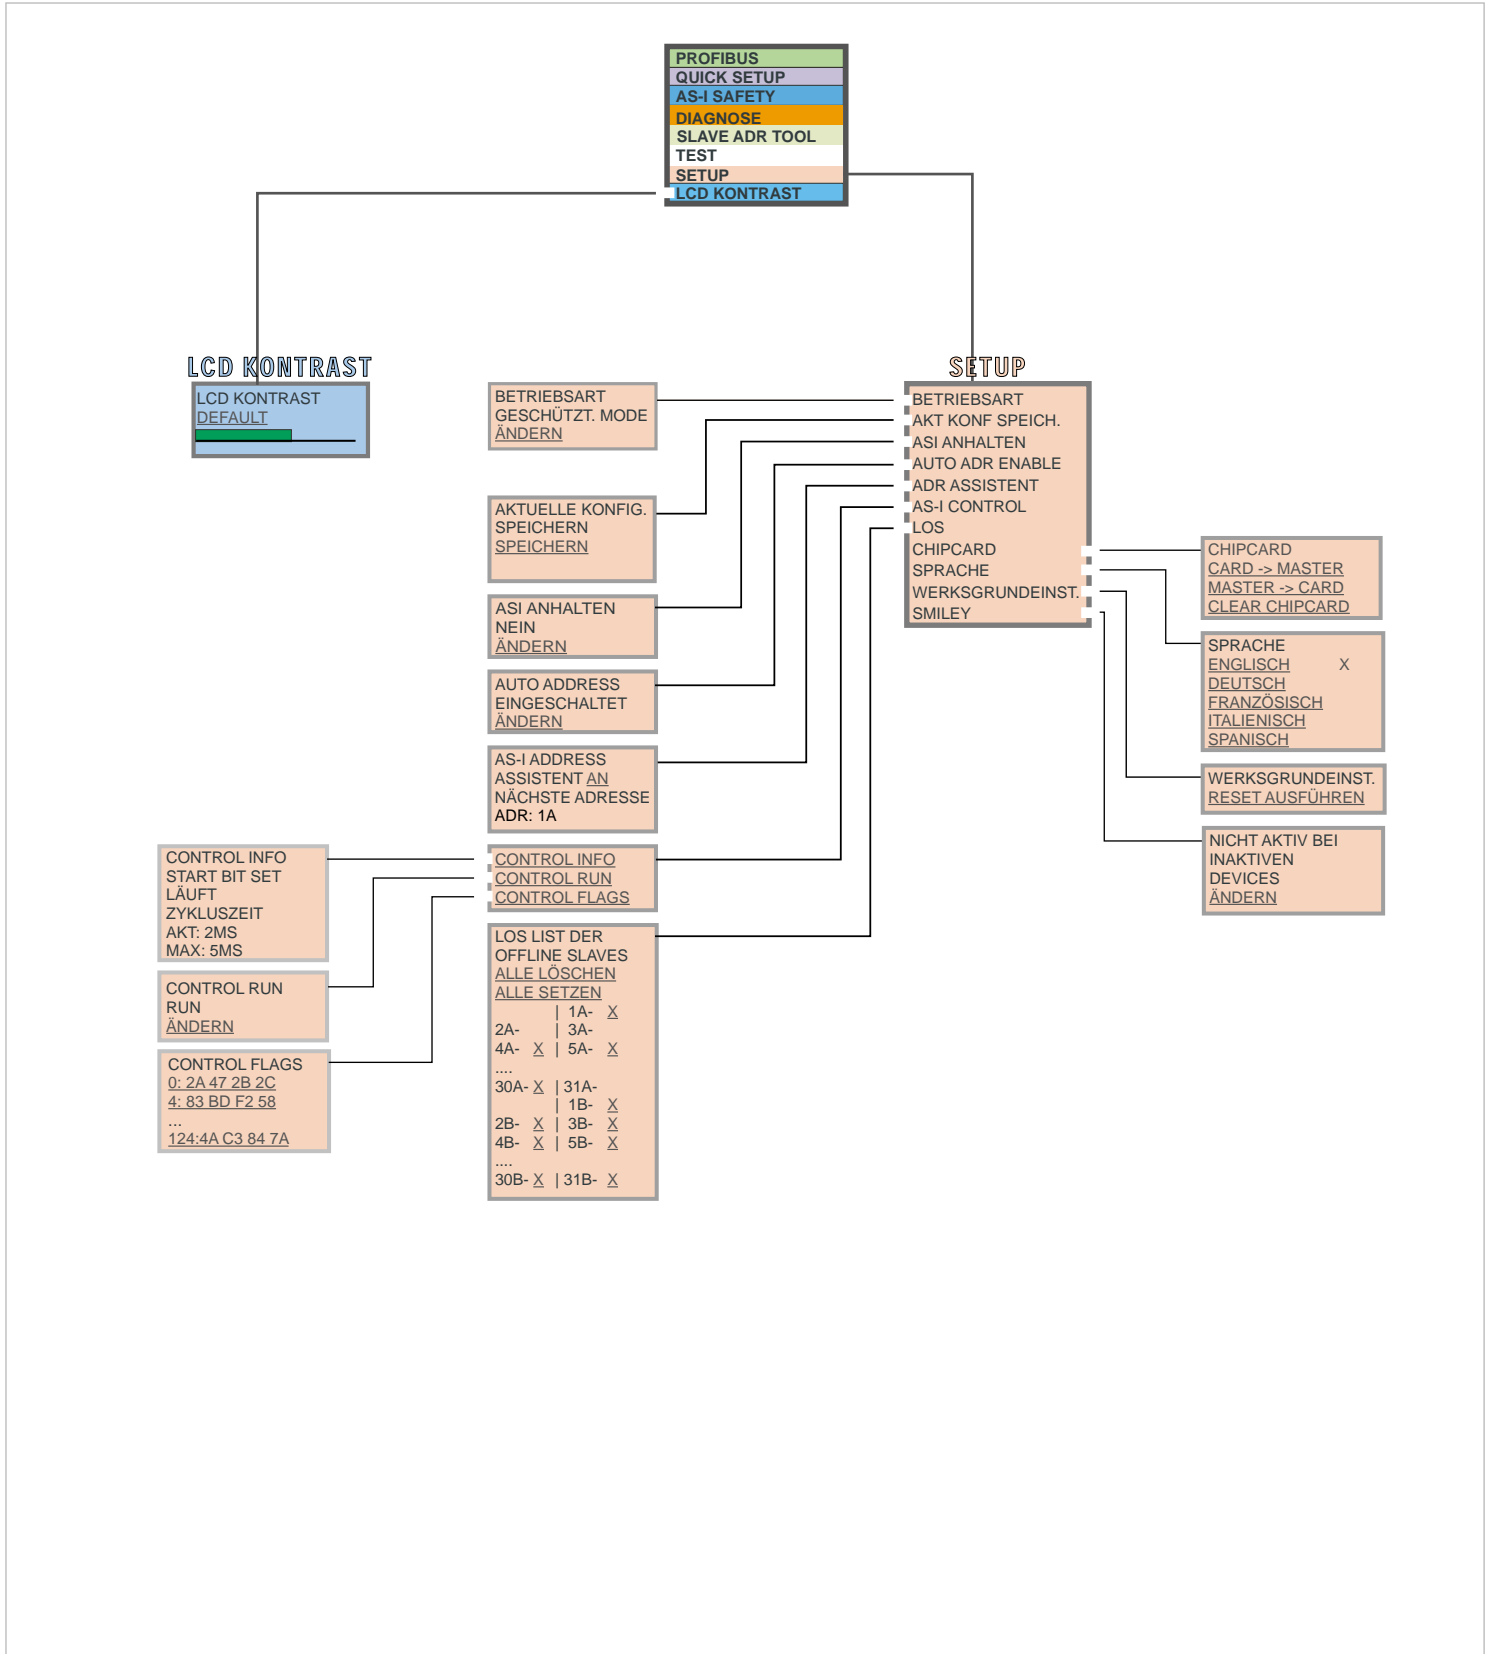 PROFIBUS
QUICK SETUP
AS-I SAFETY
DIAGNOSE
SLAVE ADR TOOL
TEST
SETUP
LCD KONTRAST
LCD KONTRAST
LCD KONTRAST
DEFAULT
SETUP
BETRIEBSART
AKT KONF SPEICH.
ASI ANHALTEN
AUTO ADR ENABLE
ADR ASSISTENT
AS-I CONTROL
LOS
CHIPCARD
SPRACHE
WERKSGRUNDEINST.
SMILEY
BETRIEBSART
GESCHÜTZT. MODE
ÄNDERN
AKTUELLE KONFIG.
SPEICHERN
SPEICHERN
ASI ANHALTEN
NEIN
ÄNDERN
AUTO ADDRESS
EINGESCHALTET
ÄNDERN
AS-I ADDRESS
ASSISTENT AN
NÄCHSTE ADRESSE
ADR: 1A
CONTROL INFO
CONTROL RUN
CONTROL FLAGS
LOS LIST DER
OFFLINE SLAVES
ALLE LÖSCHEN
ALLE SETZEN
| 1A- X
2A- | 3A-
4A- X | 5A- X
....
30A- X | 31A-
| 1B- X
2B- X | 3B- X
4B- X | 5B- X
....
30B- X | 31B- X
CONTROL INFO
START BIT SET
LÄUFT
ZYKLUSZEIT
AKT: 2MS
MAX: 5MS
CONTROL RUN
RUN
ÄNDERN
CONTROL FLAGS
0: 2A 47 2B 2C
4: 83 BD F2 58
...
124:4A C3 84 7A
CHIPCARD
CARD -> MASTER
MASTER -> CARD
CLEAR CHIPCARD
SPRACHE
ENGLISCH X
DEUTSCH
FRANZÖSISCH
ITALIENISCH
SPANISCH
WERKSGRUNDEINST.
RESET AUSFÜHREN
NICHT AKTIV BEI
INAKTIVEN
DEVICES
ÄNDERN